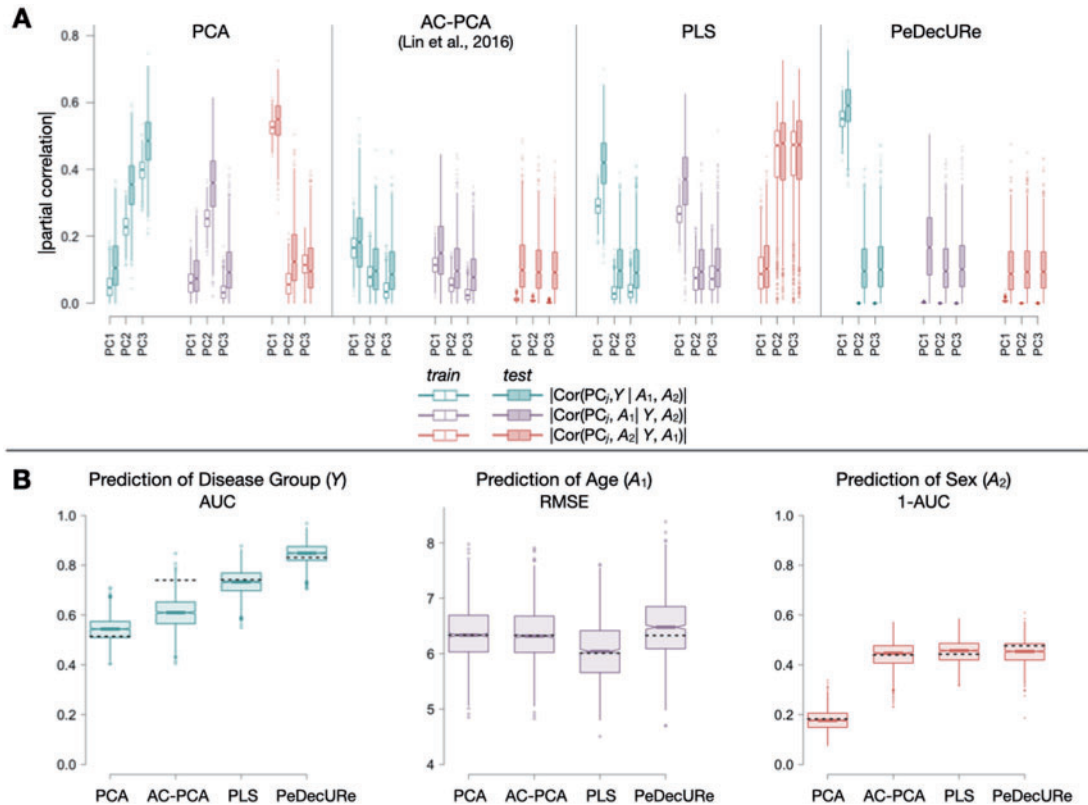 A
PCA
AC-PCA
(Lin et al., 2016)
PLS
PeDecURe
|partial correlation|
0.8
0.6
0.4
0.2
0.0
PC1 PC2 PC3 PC1 PC2 PC3 PC1 PC2 PC3 PC1 PC2 PC3 PC1 PC2 PC3 PC1 PC2 PC3 PC1 PC2 PC3 PC1 PC2 PC3 PC1 PC2 PC3 PC1 PC2 PC3 PC1 PC2 PC3 PC1 PC2 PC3
train test
|Cor(PCj,Y | A1, A2)|
|Cor(PCj, A1| Y, A2)|
|Cor(PCj, A2| Y, A1)|
B
Prediction of Disease Group (Y)
AUC
1.0
0.8
0.6
0.4
0.2
0.0
PCA AC-PCA PLS PeDecURe
Prediction of Age (A1)
RMSE
8
7
6
5
4
PCA AC-PCA PLS PeDecURe
Prediction of Sex (A2)
1-AUC
1.0
0.8
0.6
0.4
0.2
0.0
PCA AC-PCA PLS PeDecURe